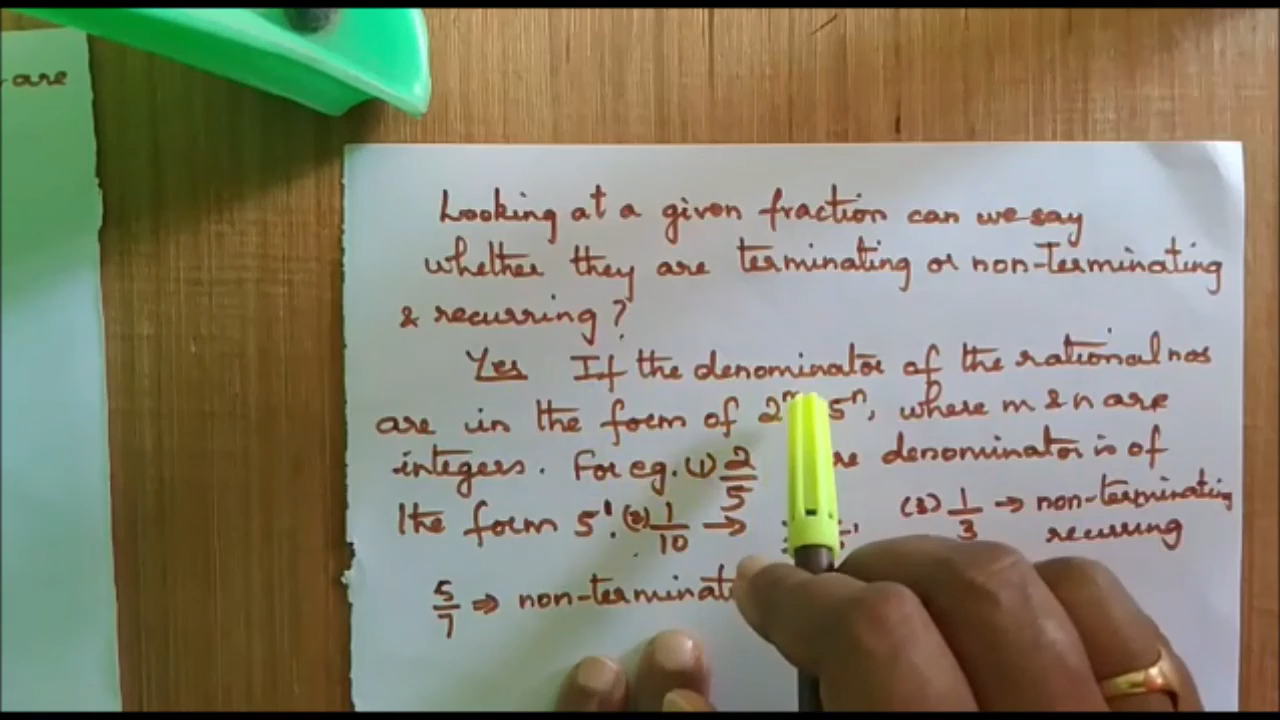 are
Looking at a given fraction can we say
whether they are terminating or non-Terminating
& recurring?
Yes If the denominator of the rational nos
are in the form of 2 5ⁿ, where m & n are
integers. For eg. (1) 2/5 denominator is of
the form 5¹. (2) 1/10 → (3) 1/3 → non-terminating
recurring
5/7 ⇒